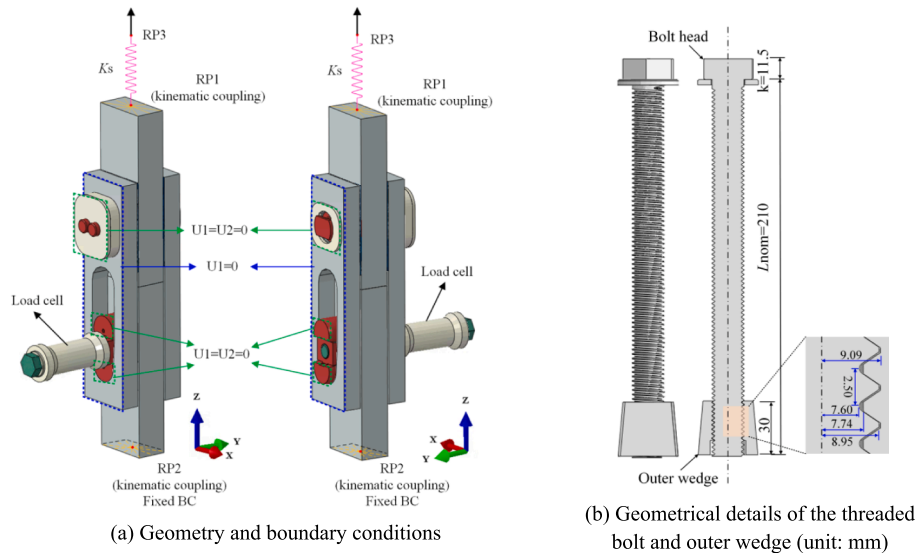 RP3
Ks
RP1
(kinematic coupling)
U1=U2=0
U1=0
Load cell
U1=U2=0
Z
Y
X
RP2
(kinematic coupling)
Fixed BC
RP3
Ks
RP1
(kinematic coupling)
Load cell
Z
X
Y
RP2
(kinematic coupling)
Fixed BC
(a) Geometry and boundary conditions
Bolt head
k=11.5
Lnom=210
30
Outer wedge
9.09
2.50
7.60
7.74
8.95
(b) Geometrical details of the threaded
bolt and outer wedge (unit: mm)